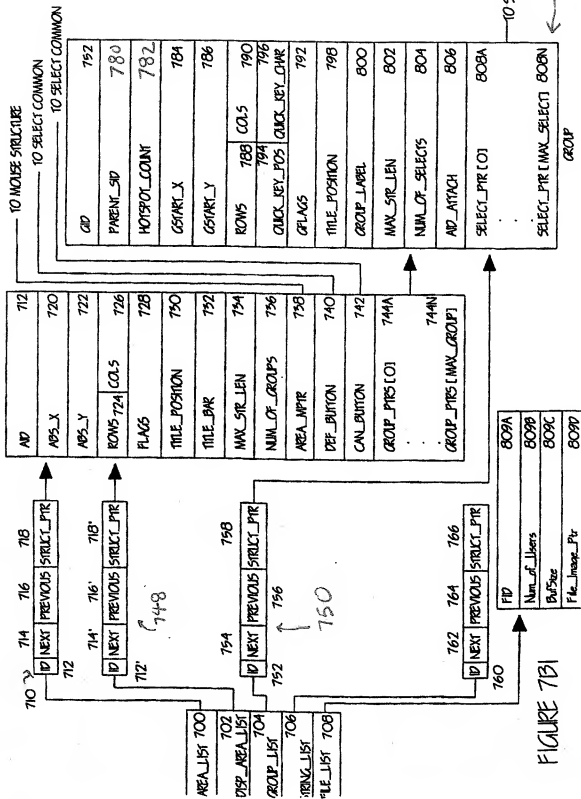 AREA_LIST 700
DISP_AREA_LIST 702
GROUP_LIST 704
STRING_LIST 706
FILE_LIST 708
710
714 716 718
ID NEXT PREVIOUS STRUCT_PTR
712
714' 716' 718'
ID NEXT PREVIOUS STRUCT_PTR
712'
748
754 758
ID NEXT PREVIOUS STRUCT_PTR
752 756
750
762 764 766
ID NEXT PREVIOUS STRUCT_PTR
760
AID 712
ABS_X 720
ABS_Y 722
ROWS 724 COLS 726
FLAGS 728
TITLE_POSITION 730
TITLE_BAR 732
MAX_STR_LEN 734
NUM_OF_GROUPS 736
AREA_MPTR 738
DEF_BUTTON 740
CAN_BUTTON 742
GROUP_PTRS [0] 744A
744N
GROUP_PTRS [MAX_GROUP]
TO MOUSE STRUCTURE
TO SELECT COMMON
TO SELECT COMMON
GID 752
PARENT_SID 780
HOTSPOT_COUNT 782
GSTART_X 784
GSTART_Y 786
ROWS 788 COLS 790
794 796
QUICK_KEY_POS QUICK_KEY_CHAR
GFLAGS 792
TITLE_POSITION 798
GROUP_LABEL 800
MAX_STR_LEN 802
NUM_OF_SELECTS 804
AID_ATTACH 806
SELECT_PTR [0] 808A
SELECT_PTR [MAX_SELECT] 808N
GROUP
FID 809A
Num_of_Users 809B
BufSize 809C
File_Image_Ptr 809D
FIGURE 7B1